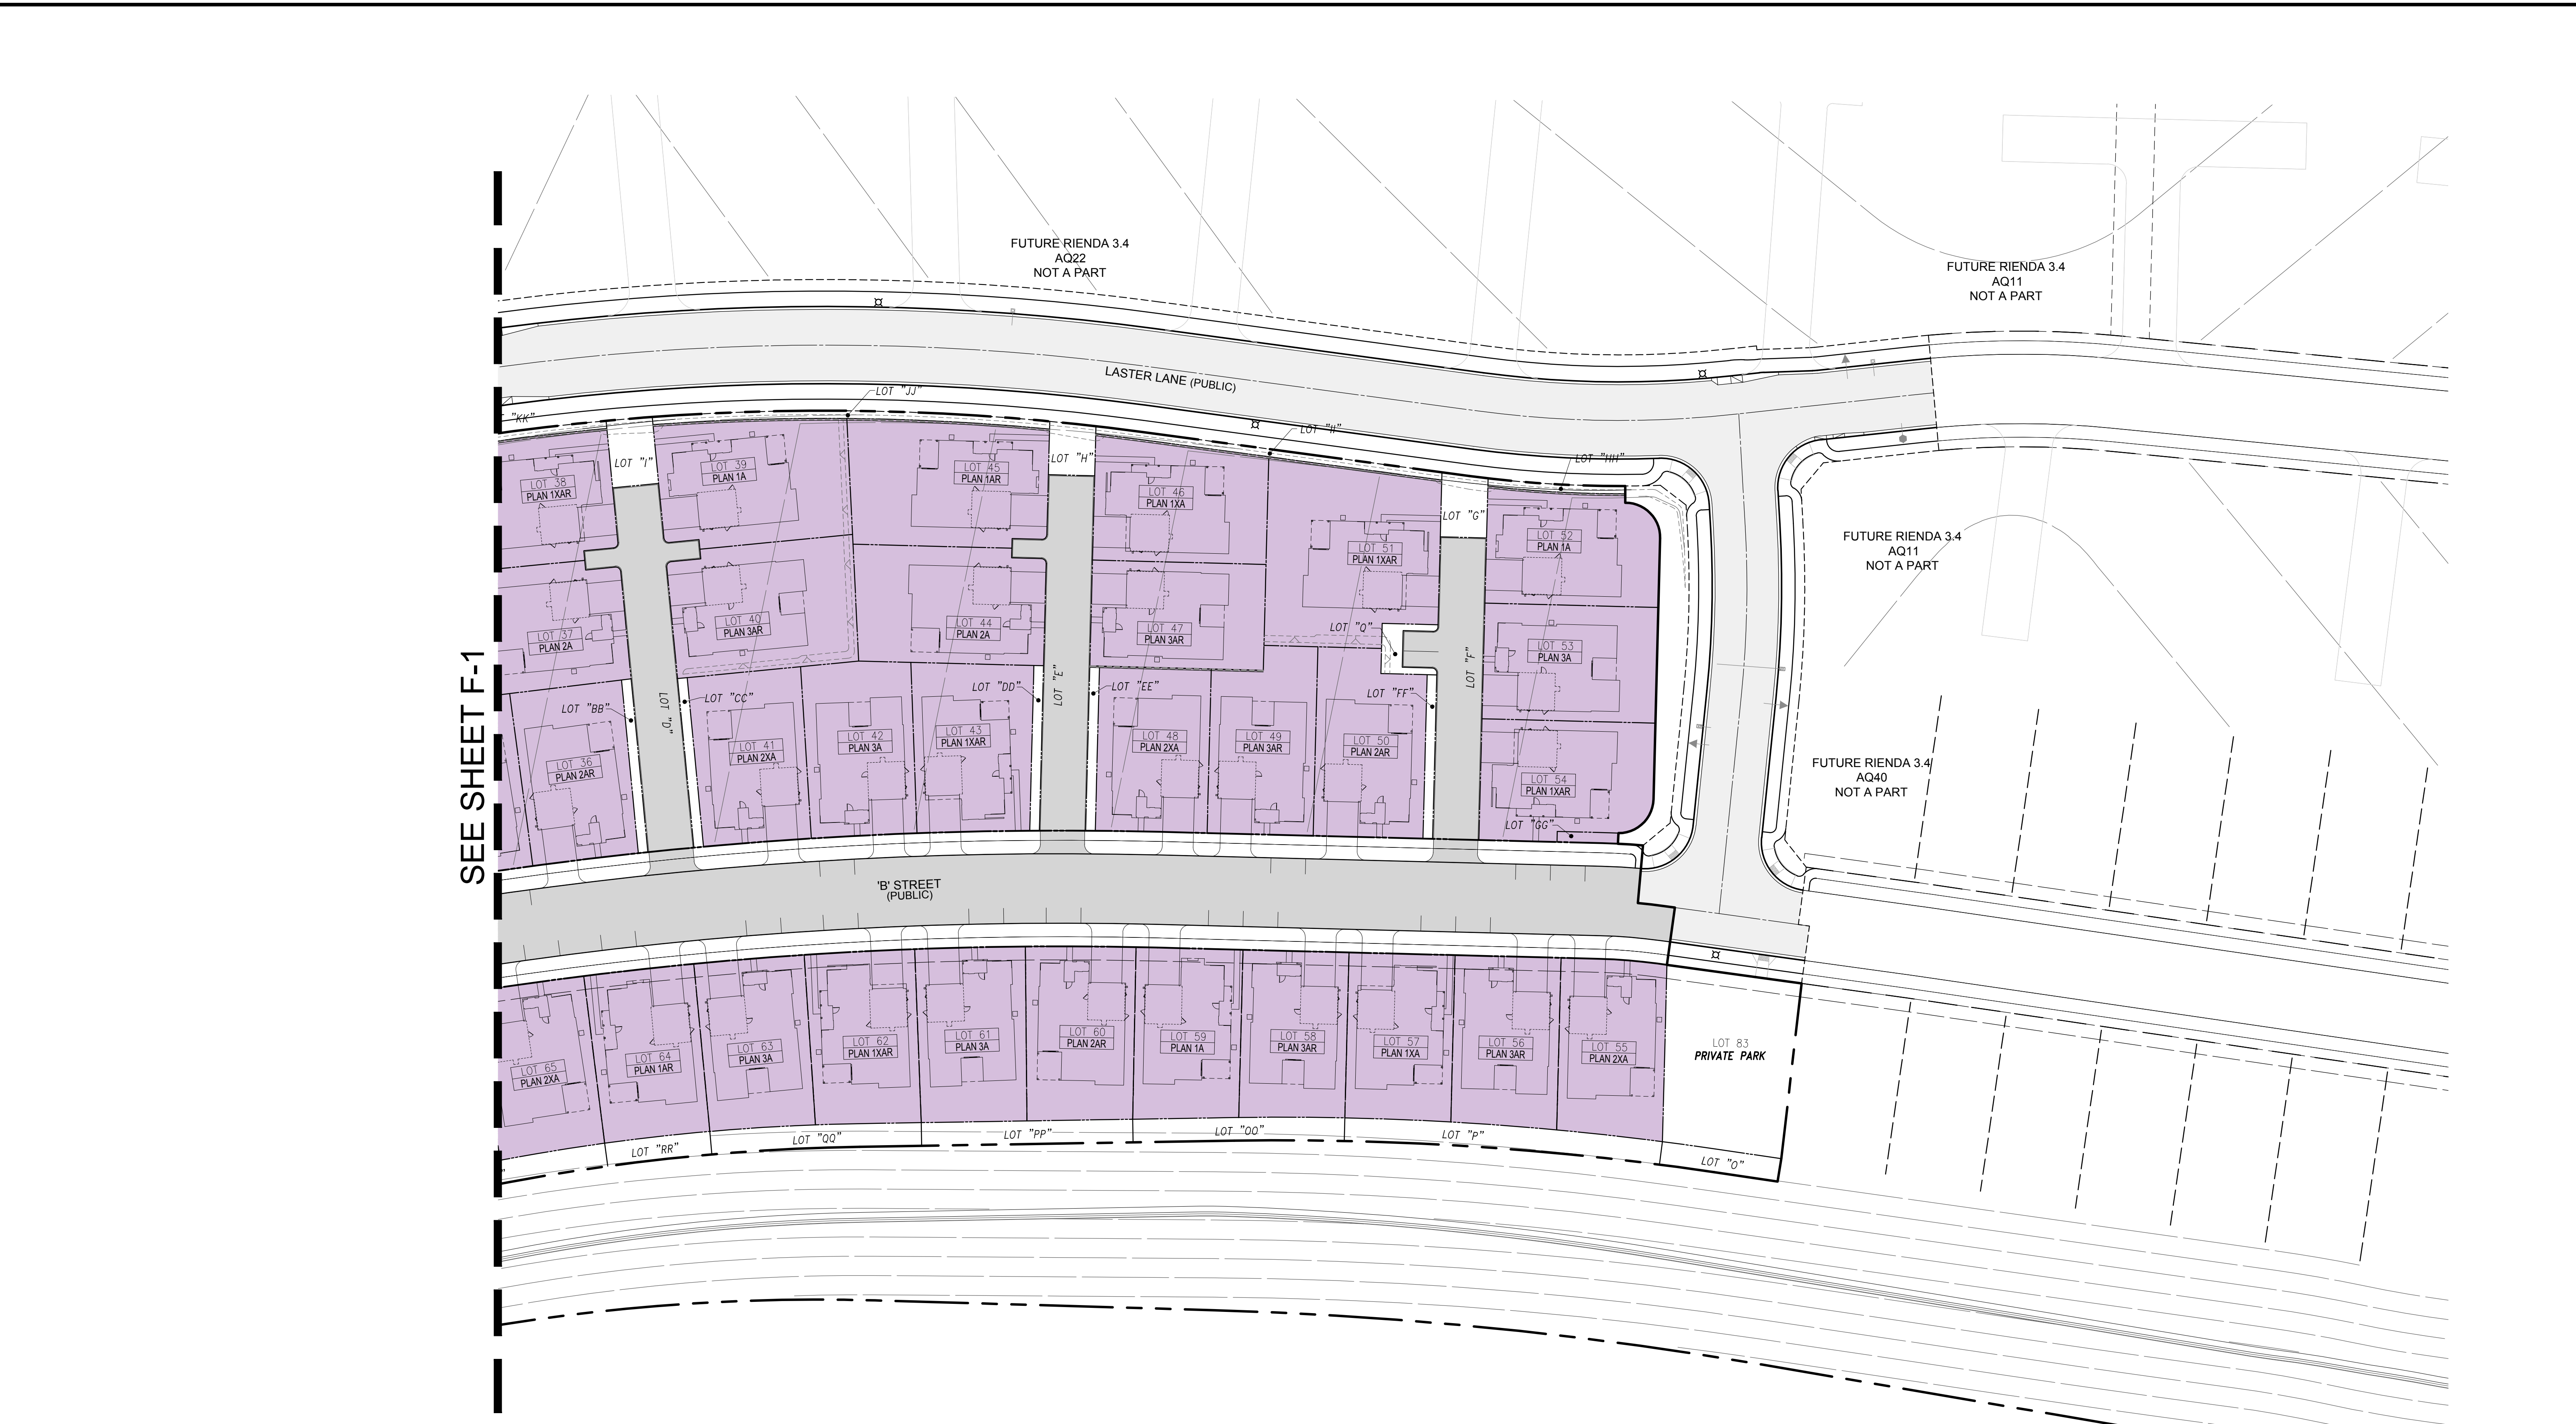 FUTURE RIENDA 3.4
AQ22
NOT A PART
FUTURE RIENDA 3.4
AQ11
NOT A PART
LASTER LANE (PUBLIC)
LOT "JJ"
"KK"
LOT "II"
LOT "HH"
LOT "I"
LOT "H"
LOT "G"
LOT 38
PLAN 1XAR
LOT 39
PLAN 1A
LOT 45
PLAN 1AR
LOT 46
PLAN 1XA
LOT 51
PLAN 1XAR
LOT 52
PLAN 1A
FUTURE RIENDA 3.4
AQ11
NOT A PART
LOT 37
PLAN 2A
LOT 40
PLAN 3AR
LOT 44
PLAN 2A
LOT 47
PLAN 3AR
LOT "Q"
LOT 53
PLAN 3A
SEE SHEET F-1
LOT "BB"
LOT "D"
LOT "CC"
LOT "DD"
LOT "E"
LOT "EE"
LOT "FF"
LOT "F"
LOT 36
PLAN 2AR
LOT 41
PLAN 2XA
LOT 42
PLAN 3A
LOT 43
PLAN 1XAR
LOT 48
PLAN 2XA
LOT 49
PLAN 3AR
LOT 50
PLAN 2AR
LOT 54
PLAN 1XAR
LOT "GG"
FUTURE RIENDA 3.4
AQ40
NOT A PART
'B' STREET
(PUBLIC)
LOT 65
PLAN 2XA
LOT 64
PLAN 1AR
LOT 63
PLAN 3A
LOT 62
PLAN 1XAR
LOT 61
PLAN 3A
LOT 60
PLAN 2AR
LOT 59
PLAN 1A
LOT 58
PLAN 3AR
LOT 57
PLAN 1XA
LOT 56
PLAN 3AR
LOT 55
PLAN 2XA
LOT 83
PRIVATE PARK
LOT "RR"
LOT "QQ"
LOT "PP"
LOT "OO"
LOT "P"
LOT "O"